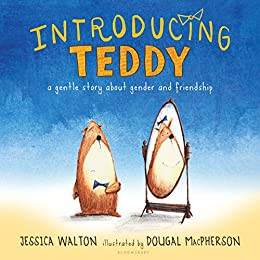 INTRODUCING
TEDDY
a gentle story about gender and friendship
JESSICA WALTON illustrated by DOUGAL MACPHERSON
BLOOMSBURY